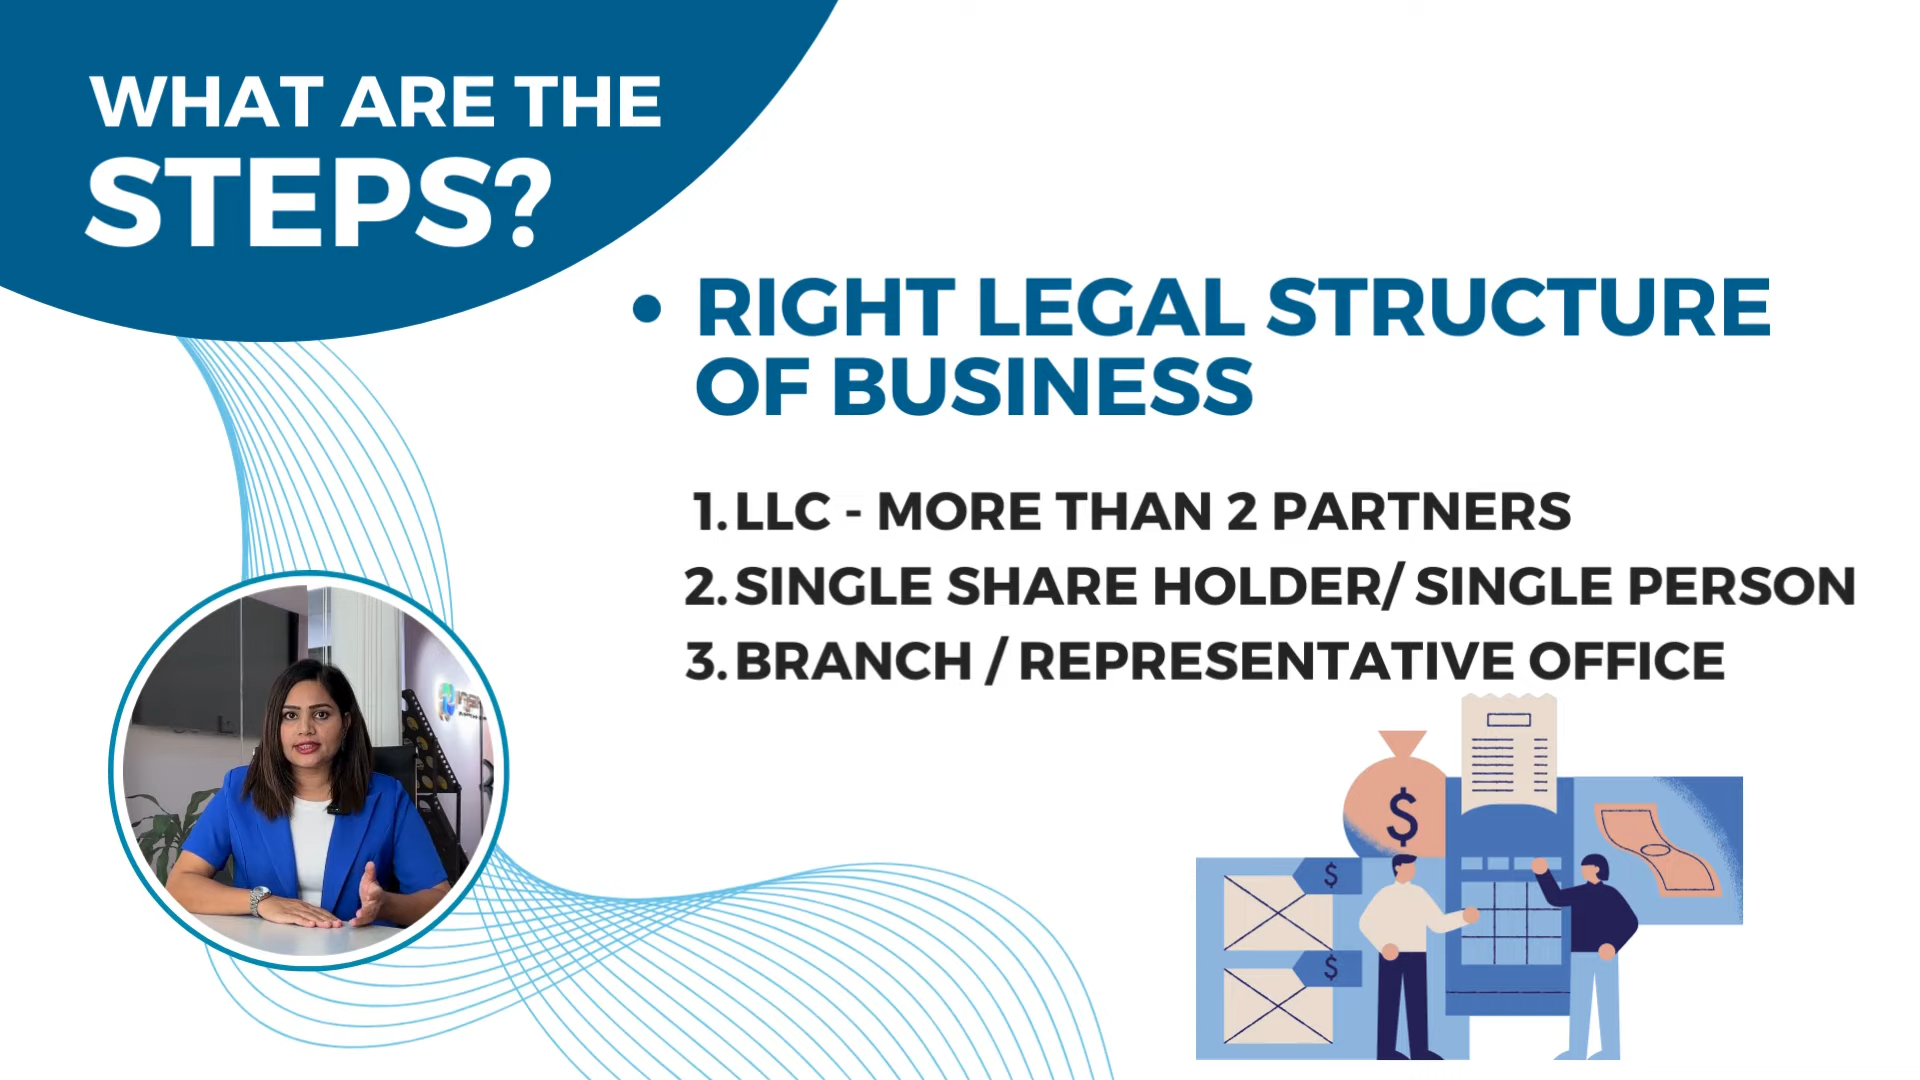 WHAT ARE THE
STEPS?
• RIGHT LEGAL STRUCTURE
OF BUSINESS
1. LLC - MORE THAN 2 PARTNERS
2. SINGLE SHARE HOLDER/ SINGLE PERSON
3. BRANCH / REPRESENTATIVE OFFICE
$
$
$